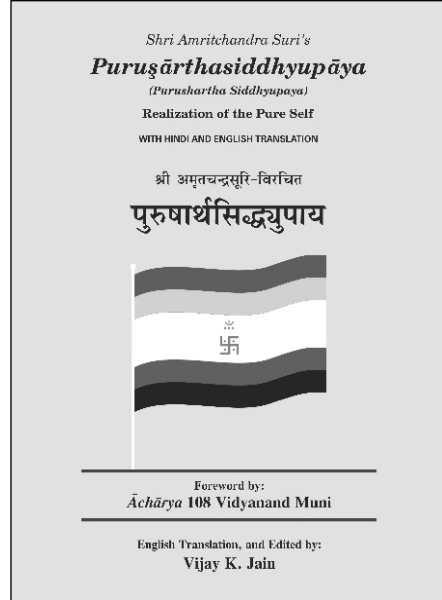 Shri Amritchandra Suri's
Puruṣārthasiddhyupāya
(Purushartha Siddhyupaya)
Realization of the Pure Self
WITH HINDI AND ENGLISH TRANSLATION
श्री अमृतचन्द्रसूरि-विरचित
पुरुषार्थसिद्ध्युपाय
Foreword by:
Āchārya 108 Vidyanand Muni
English Translation, and Edited by:
Vijay K. Jain